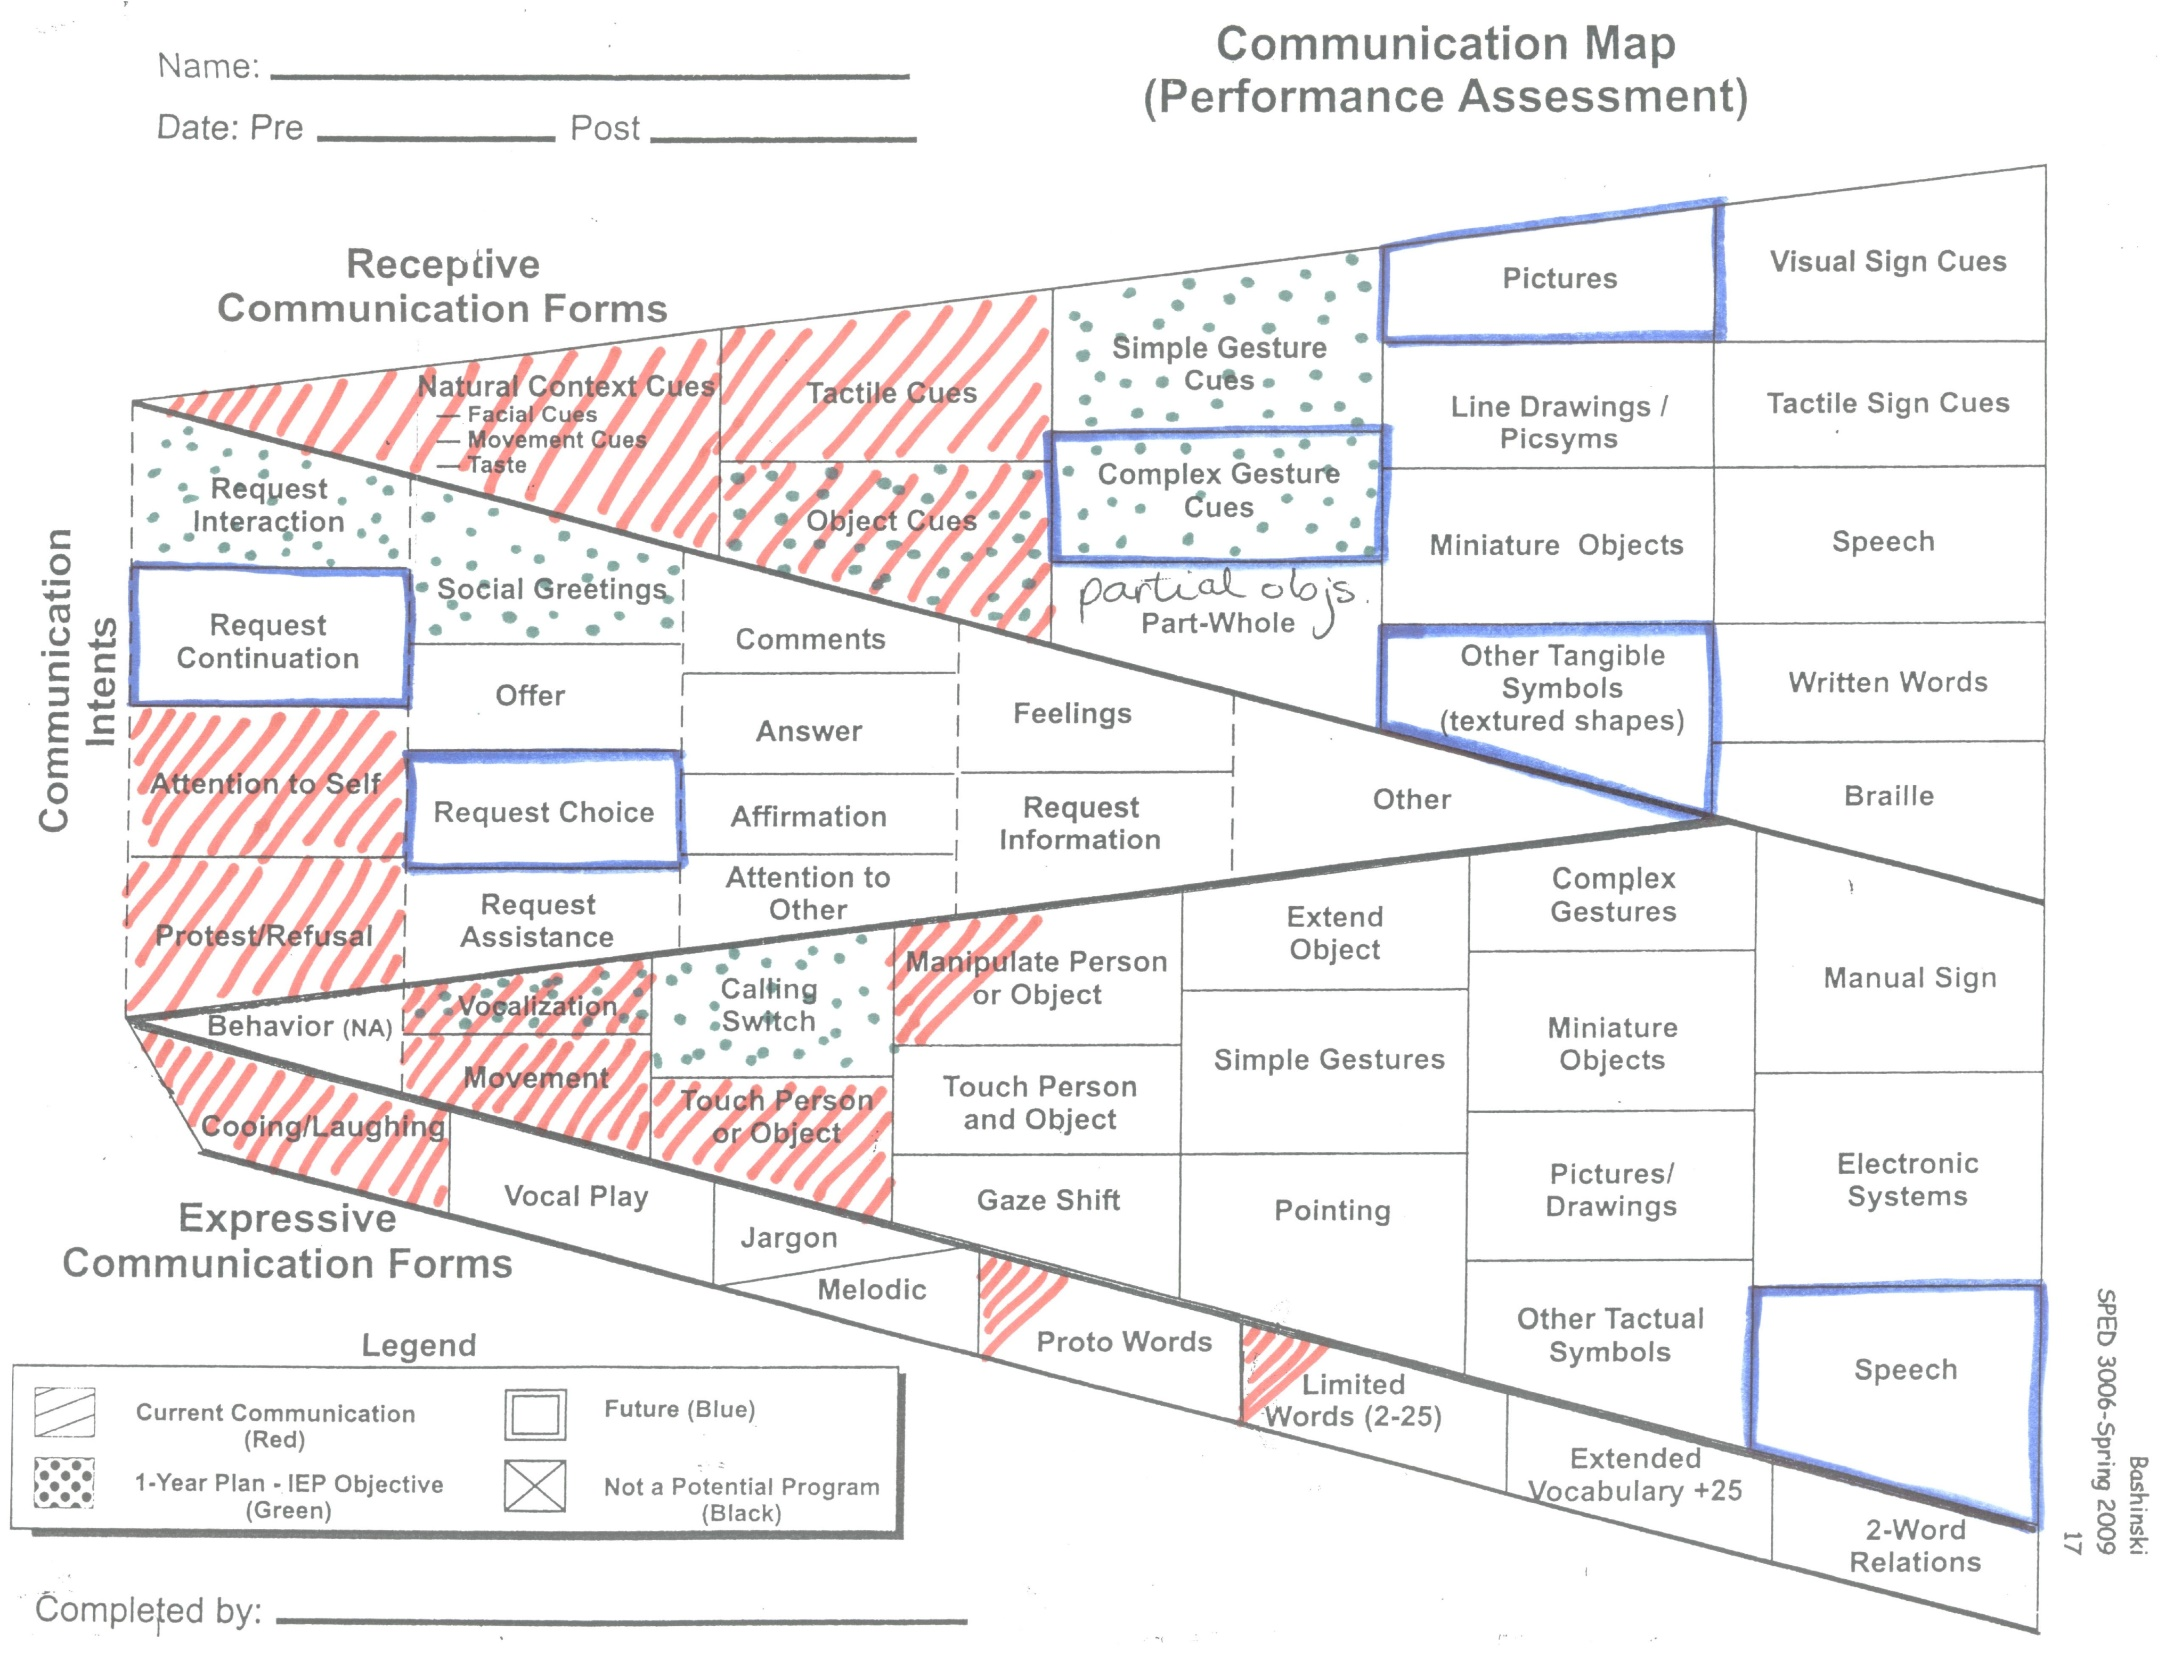 Communication Map
(Performance Assessment)
Name:
Date: Pre Post
Receptive
Communication Forms
Natural Context Cues
— Facial Cues
— Movement Cues
— Taste
Tactile Cues
Object Cues
Simple Gesture
Cues
Complex Gesture
Cues
partial objs.
Part-Whole
Pictures
Line Drawings /
Picsyms
Miniature Objects
Other Tangible
Symbols
(textured shapes)
Visual Sign Cues
Tactile Sign Cues
Speech
Written Words
Braille
Communication
Intents
Request
Interaction
Request
Continuation
Attention to Self
Protest/Refusal
Social Greetings
Offer
Request Choice
Request
Assistance
Comments
Answer
Affirmation
Attention to
Other
Feelings
Request
Information
Other
Expressive
Communication Forms
Behavior (NA)
Vocalization
Movement
Calling
Switch
Touch Person
or Object
Manipulate Person
or Object
Touch Person
and Object
Gaze Shift
Extend
Object
Simple Gestures
Pointing
Complex
Gestures
Miniature
Objects
Pictures/
Drawings
Other Tactual
Symbols
Manual Sign
Electronic
Systems
Speech
Cooing/Laughing
Vocal Play
Jargon
Melodic
Proto Words
Limited
Words (2-25)
Extended
Vocabulary +25
2-Word
Relations
Legend
Current Communication
(Red)
1-Year Plan - IEP Objective
(Green)
Future (Blue)
Not a Potential Program
(Black)
Completed by:
Bashinski
SPED 3006-Spring 2009
17